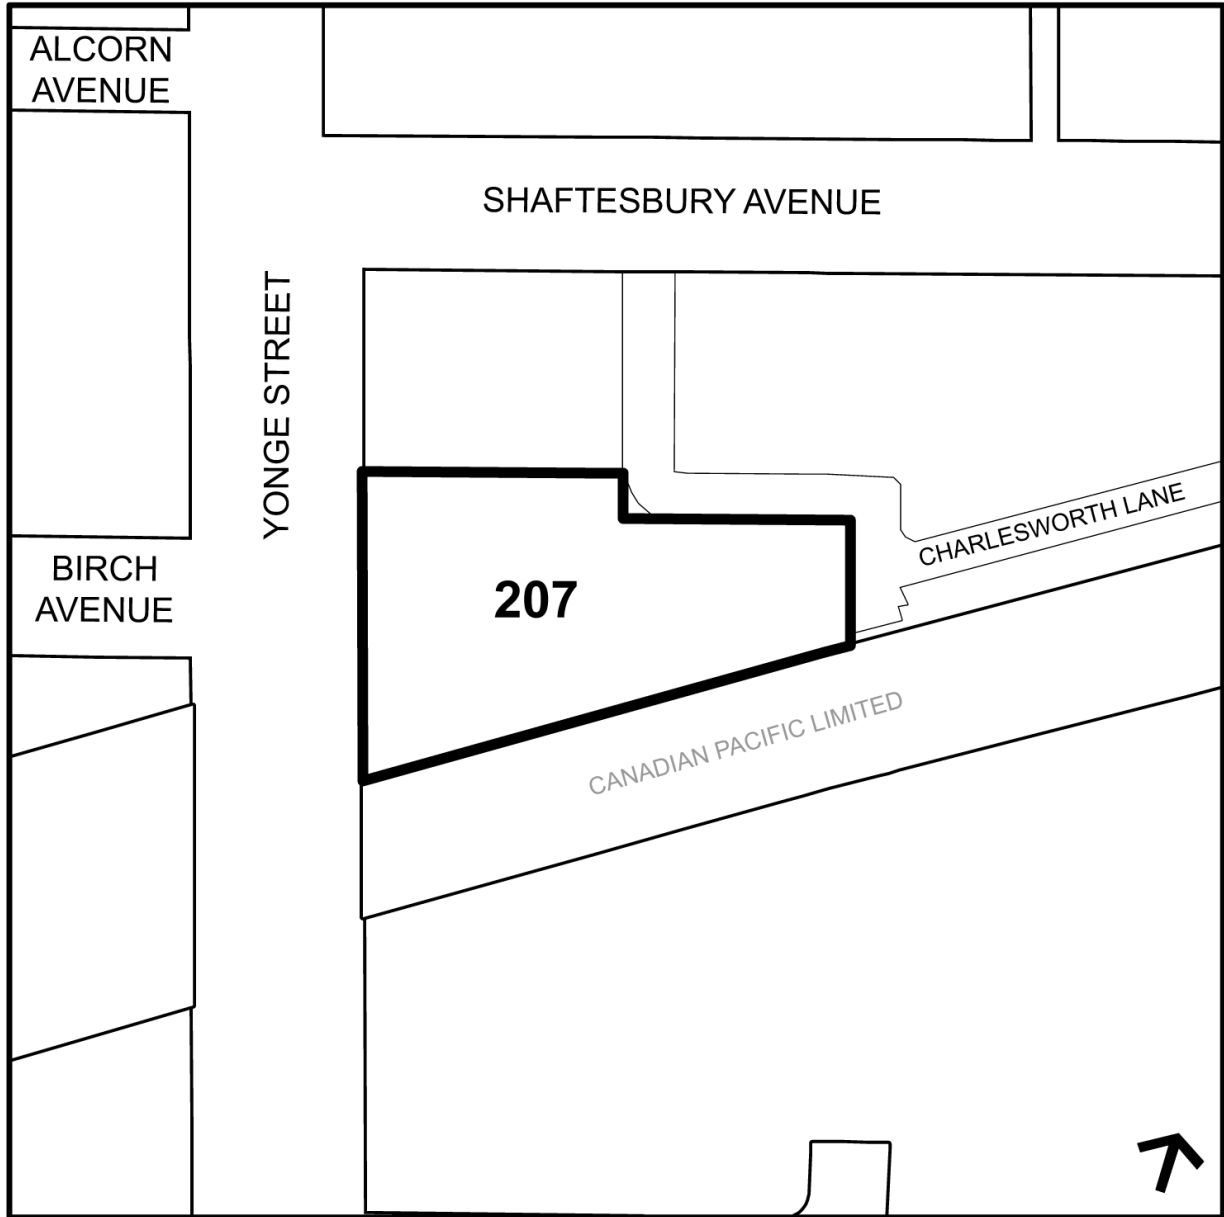 ALCORN
AVENUE
SHAFTESBURY AVENUE
YONGE STREET
CHARLESWORTH LANE
BIRCH
AVENUE
207
CANADIAN PACIFIC LIMITED